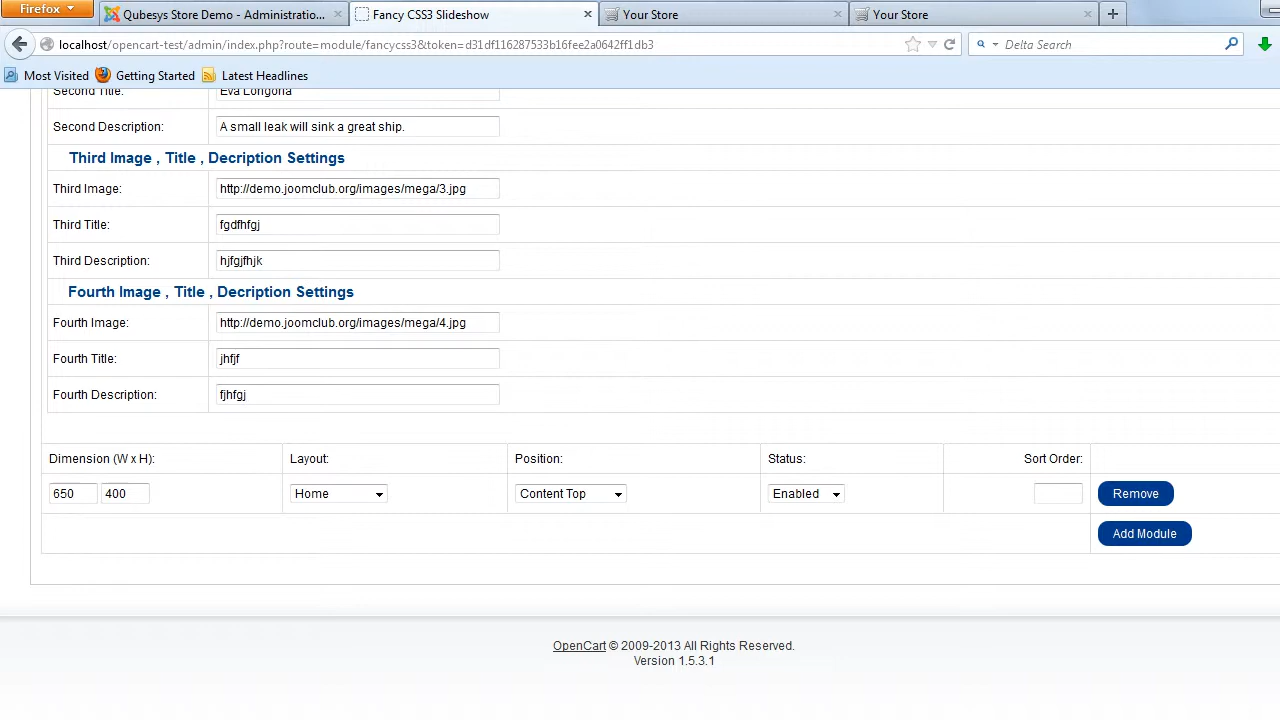 Firefox
Qubesys Store Demo - Administratio...
Fancy CSS3 Slideshow
Your Store
Your Store
localhost/opencart-test/admin/index.php?route=module/fancycss3&token=d31df116287533b16fee2a0642ff1db3
Delta Search
Most Visited
Getting Started
Latest Headlines
Second Title: Eva Longoria
Second Description: A small leak will sink a great ship.
Third Image , Title , Decription Settings
Third Image: http://demo.joomclub.org/images/mega/3.jpg
Third Title: fgdfhfgj
Third Description: hjfgjfhjk
Fourth Image , Title , Decription Settings
Fourth Image: http://demo.joomclub.org/images/mega/4.jpg
Fourth Title: jhfjf
Fourth Description: fjhfgj
Dimension (W x H): Layout: Position: Status: Sort Order:
650 400 Home Content Top Enabled Remove
Add Module
OpenCart © 2009-2013 All Rights Reserved.
Version 1.5.3.1